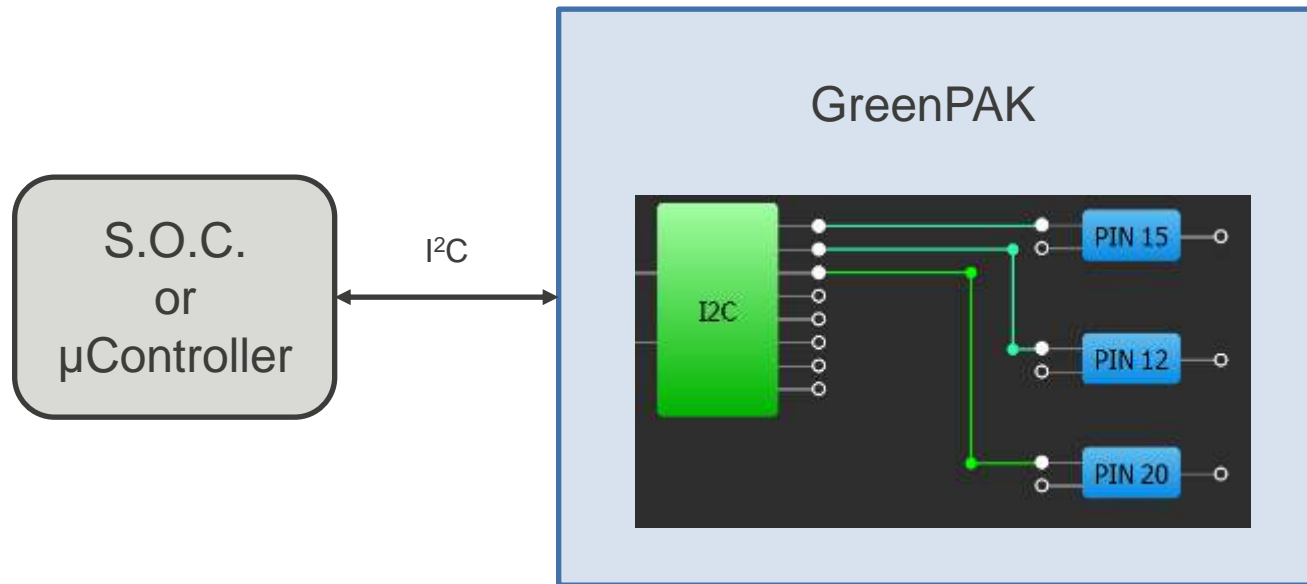 GreenPAK
S.O.C.
or
µController
I²C
I2C
PIN 15
PIN 12
PIN 20